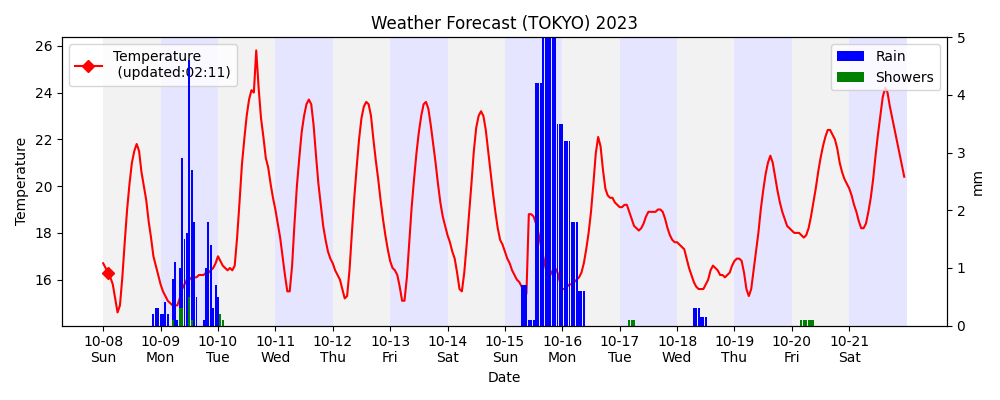 Weather Forecast (TOKYO) 2023
Temperature
(updated:02:11)
Rain
Showers
26
24
22
20
18
16
Temperature
5
4
3
2
1
0
mm
10-08 10-09 10-10 10-11 10-12 10-13 10-14 10-15 10-16 10-17 10-18 10-19 10-20 10-21
Sun Mon Tue Wed Thu Fri Sat Sun Mon Tue Wed Thu Fri Sat
Date